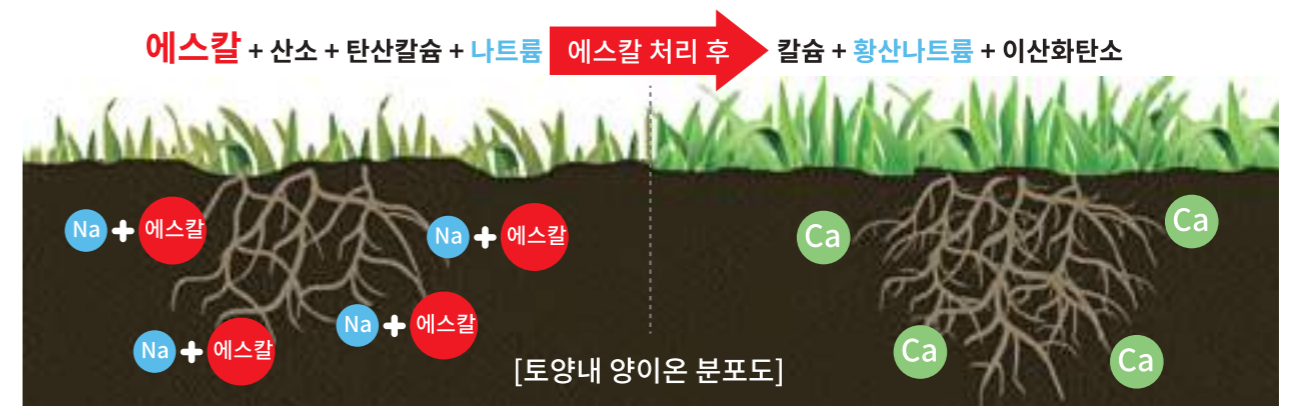 에스칼 + 산소 + 탄산칼슘 + 나트륨 에스칼 처리 후 칼슘 + 황산나트륨 + 이산화탄소
Na + 에스칼
Na + 에스칼
Ca
Ca
Na + 에스칼
Na + 에스칼
Ca
Ca
[토양내 양이온 분포도]